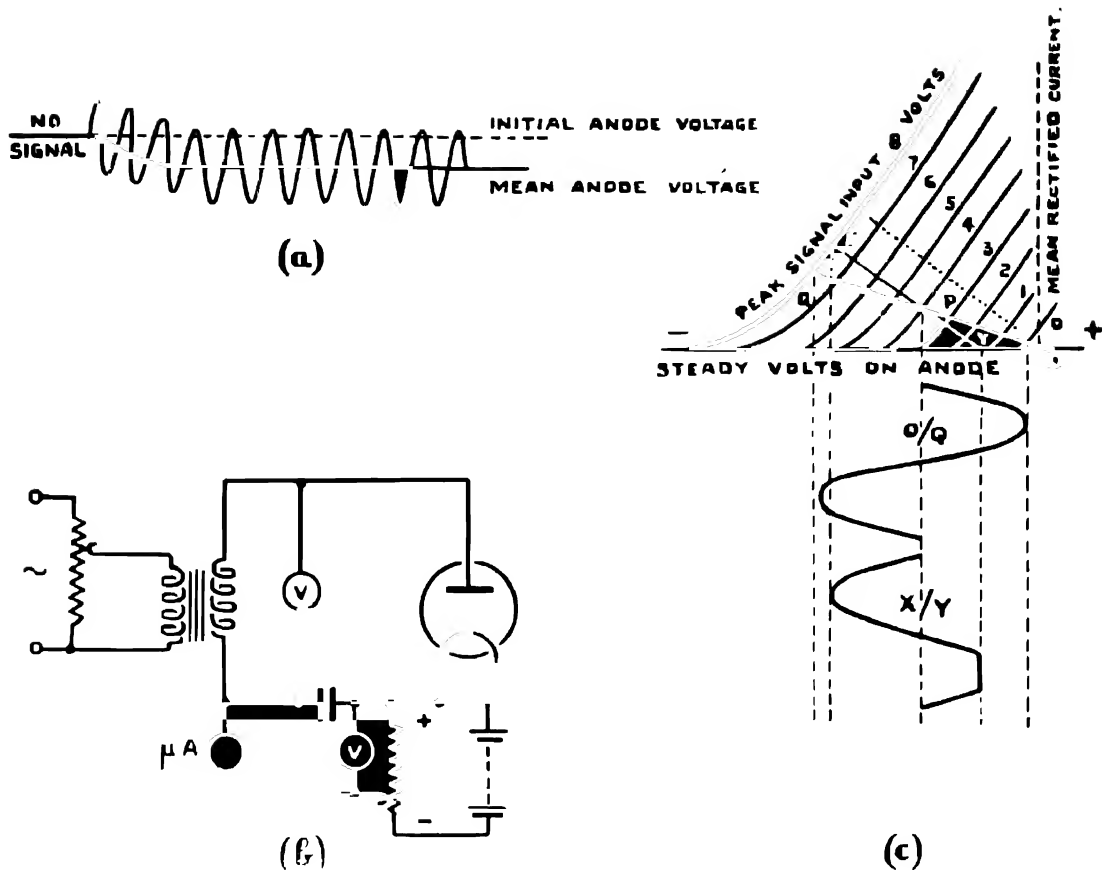 NO
SIGNAL
INITIAL ANODE VOLTAGE
MEAN ANODE VOLTAGE
(a)
~
V
μA
V
+
−
(b)
PEAK SIGNAL INPUT 8 VOLTS
7
6
5
4
3
2
1
0
MEAN RECTIFIED CURRENT.
Q
P
Y
−
+
STEADY VOLTS ON ANODE
O/Q
X/Y
(c)